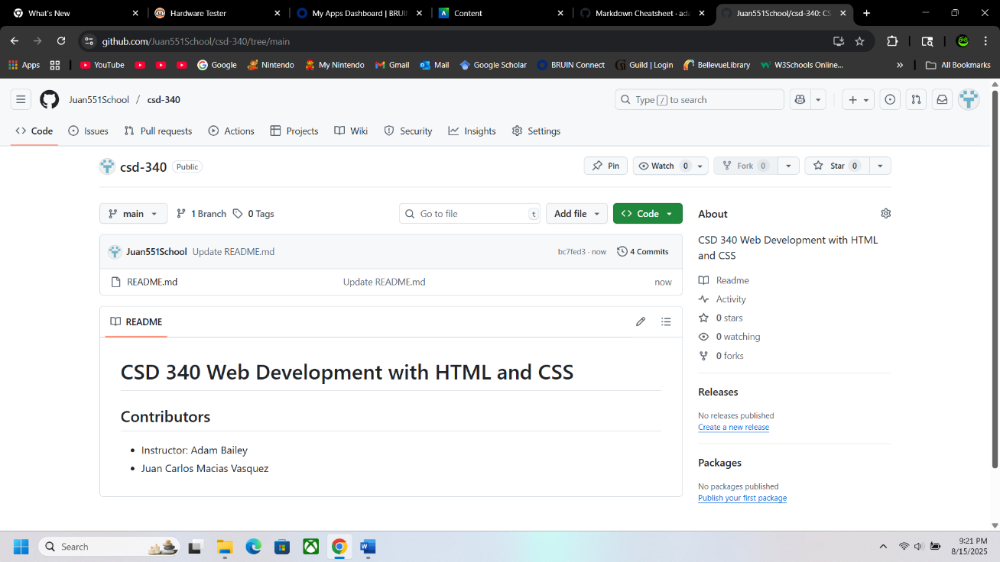 What's New
Hardware Tester
My Apps Dashboard | BRUIN
Content
Markdown Cheatsheet · ada
Juan551School/csd-340: CS
github.com/Juan551School/csd-340/tree/main
Apps
YouTube
Google
Nintendo
My Nintendo
Gmail
Mail
Google Scholar
BRUIN Connect
Guild | Login
BellevueLibrary
W3Schools Online...
»
All Bookmarks
Juan551School / csd-340
Type / to search
Code
Issues
Pull requests
Actions
Projects
Wiki
Security
Insights
Settings
csd-340 Public
Pin
Watch 0
Fork 0
Star 0
main
1 Branch
0 Tags
Go to file t
Add file
Code
Juan551School Update README.md
bc7fed3 · now
4 Commits
README.md Update README.md now
README
CSD 340 Web Development with HTML and CSS
Contributors
• Instructor: Adam Bailey
• Juan Carlos Macias Vasquez
About
CSD 340 Web Development with HTML
and CSS
Readme
Activity
0 stars
0 watching
0 forks
Releases
No releases published
Create a new release
Packages
No packages published
Publish your first package
Search
9:21 PM
8/15/2025